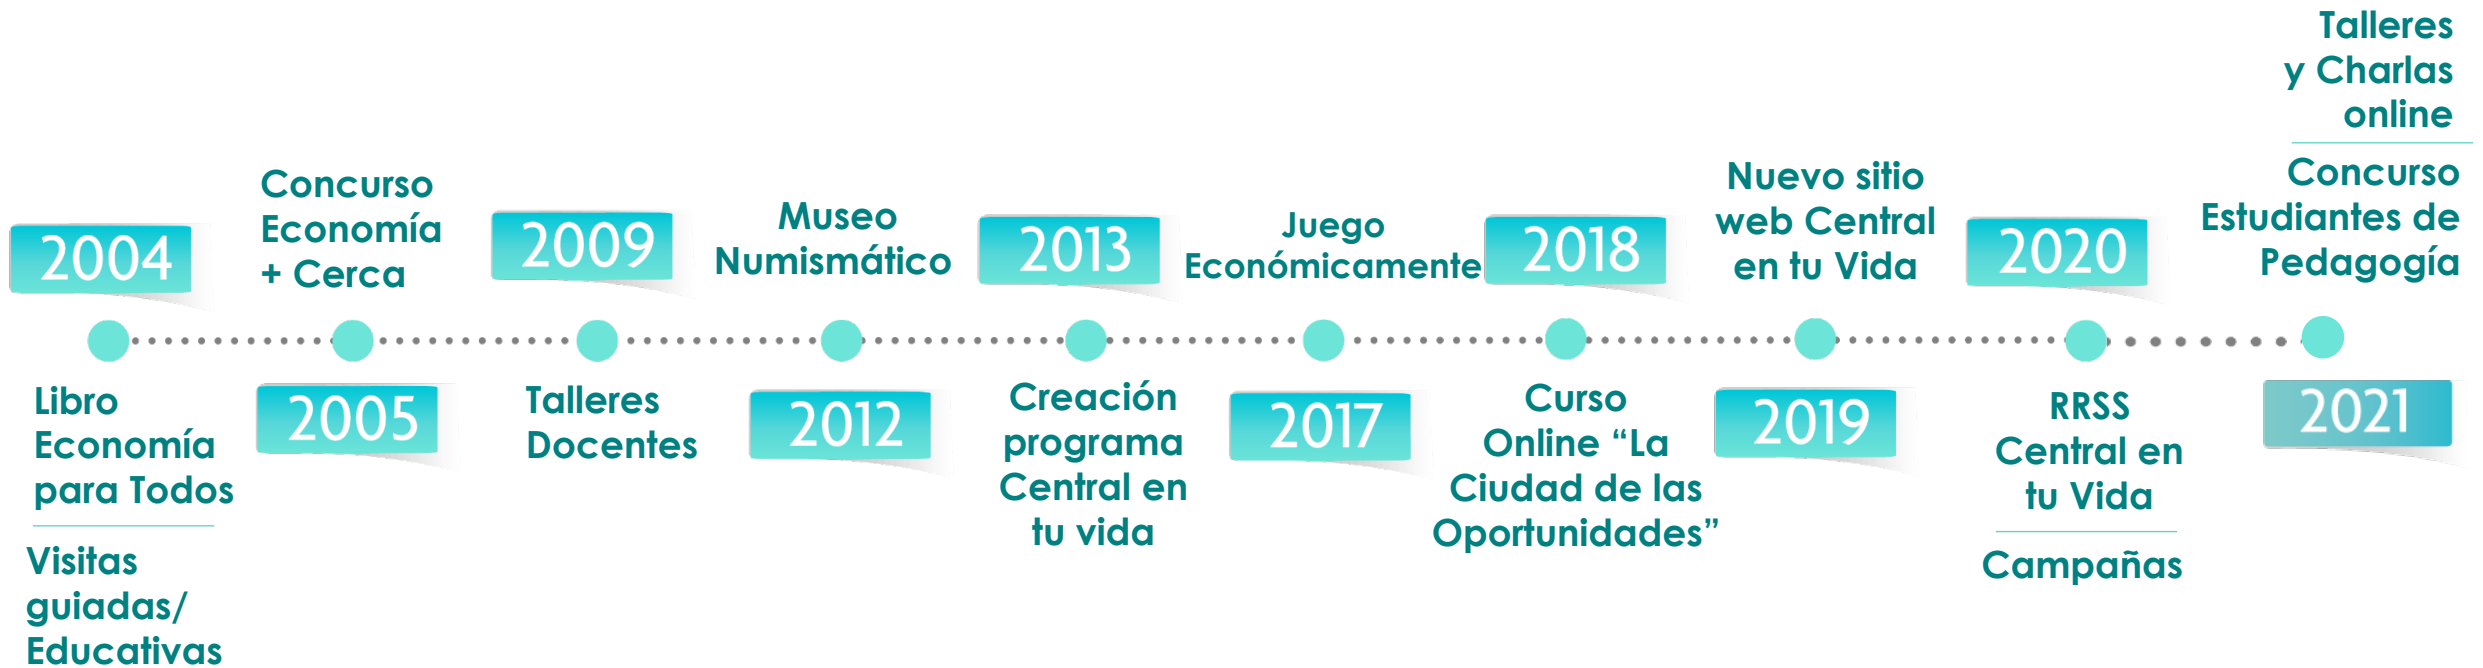 2004
Libro
Economía
para Todos
Visitas
guiadas/
Educativas
Concurso
Economía
+ Cerca
2005
2009
Talleres
Docentes
Museo
Numismático
2012
2013
Creación
programa
Central en
tu vida
Juego
Económicamente
2017
2018
Curso
Online “La
Ciudad de las
Oportunidades”
Nuevo sitio
web Central
en tu Vida
2019
2020
RRSS
Central en
tu Vida
Campañas
Talleres
y Charlas
online
Concurso
Estudiantes de
Pedagogía
2021